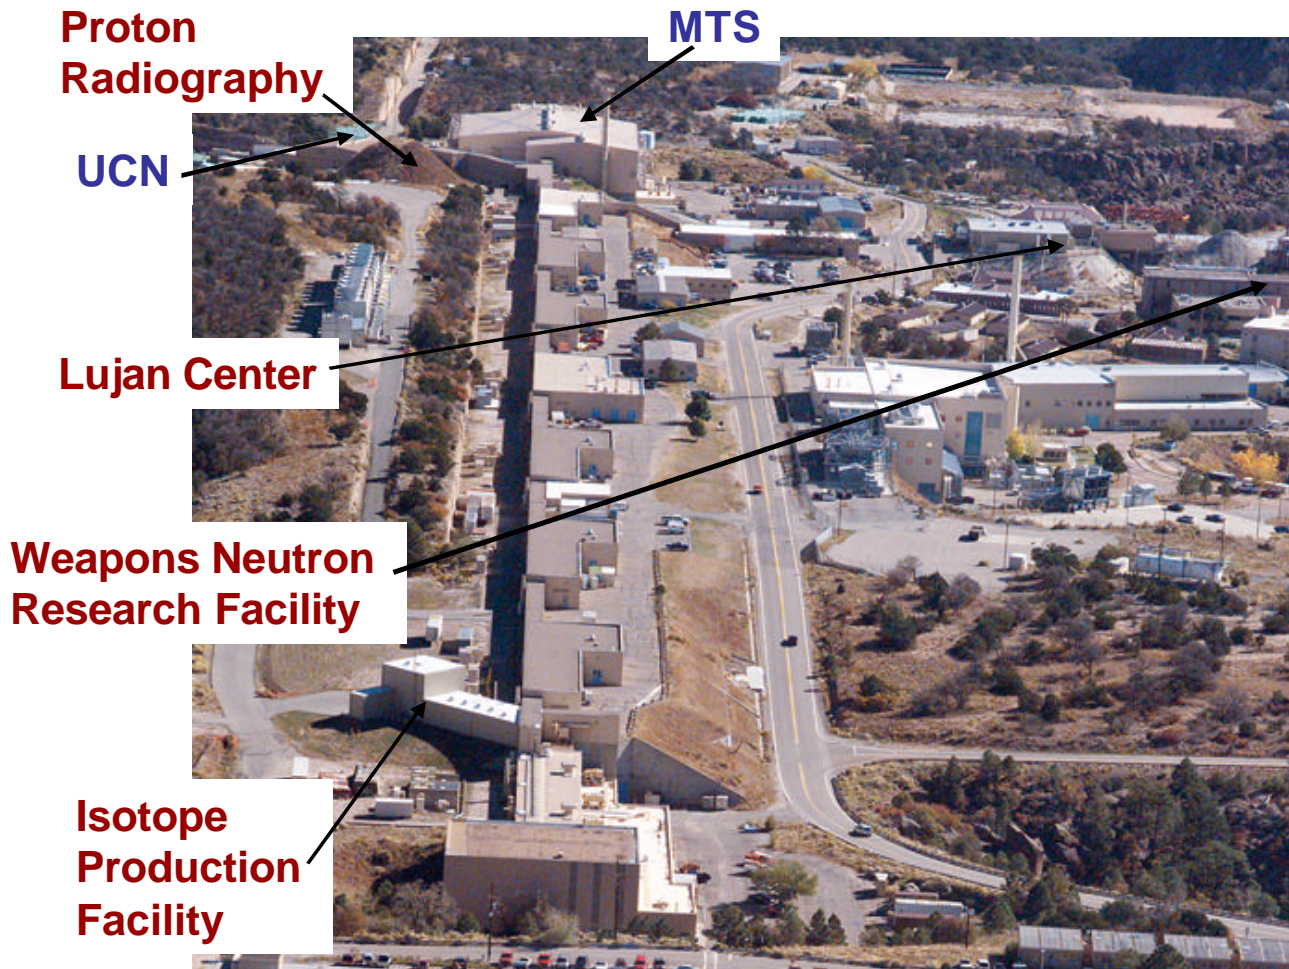 Proton
Radiography
MTS
UCN
Lujan Center
Weapons Neutron
Research Facility
Isotope
Production
Facility